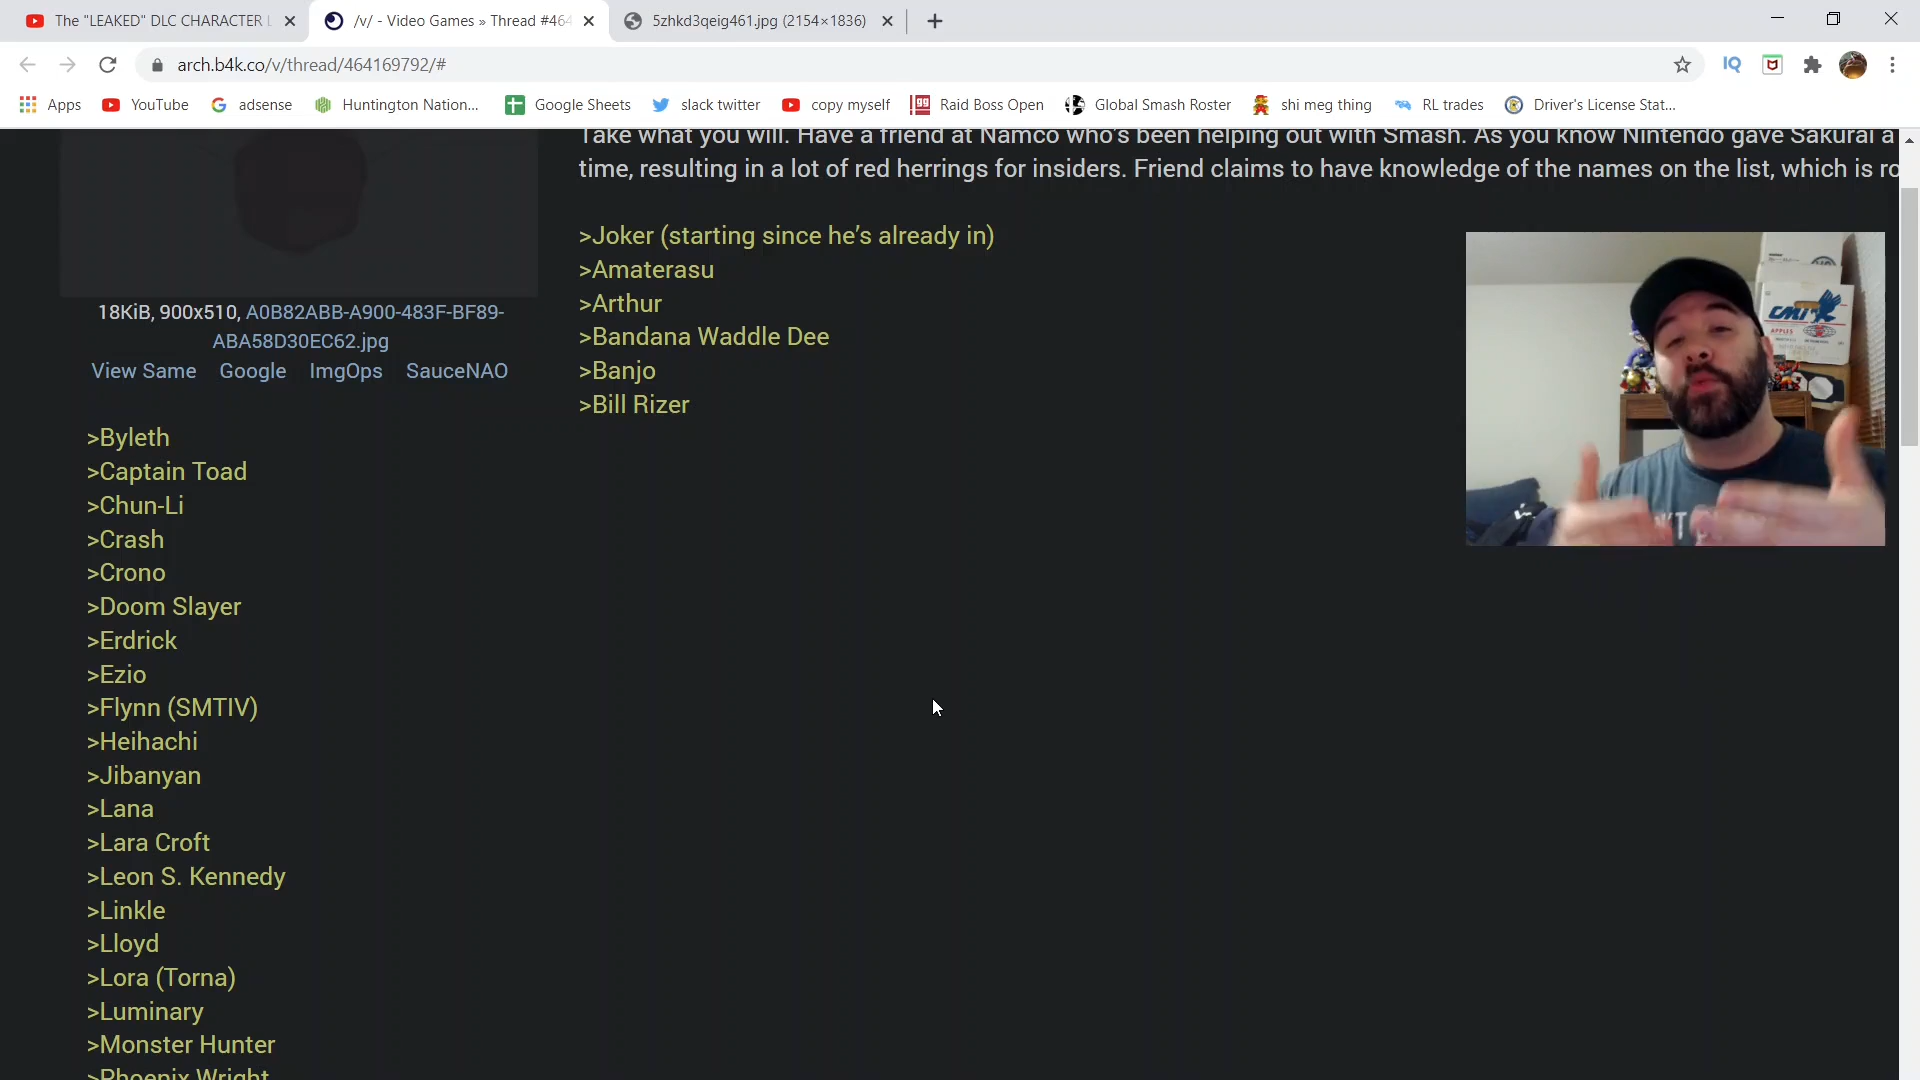 The "LEAKED" DLC CHARACTER L
/v/ - Video Games » Thread #464
5zhkd3qeig461.jpg (2154×1836)
arch.b4k.co/v/thread/464169792/#
IQ
Apps YouTube adsense Huntington Nation... Google Sheets slack twitter copy myself Raid Boss Open Global Smash Roster shi meg thing RL trades Driver's License Stat...
Take what you will. Have a friend at Namco who's been helping out with Smash. As you know Nintendo gave Sakurai a
time, resulting in a lot of red herrings for insiders. Friend claims to have knowledge of the names on the list, which is ro
>Joker (starting since he’s already in)
>Amaterasu
>Arthur
>Bandana Waddle Dee
>Banjo
>Bill Rizer
18KiB, 900x510, A0B82ABB-A900-483F-BF89-
ABA58D30EC62.jpg
View Same Google ImgOps SauceNAO
>Byleth
>Captain Toad
>Chun-Li
>Crash
>Crono
>Doom Slayer
>Erdrick
>Ezio
>Flynn (SMTIV)
>Heihachi
>Jibanyan
>Lana
>Lara Croft
>Leon S. Kennedy
>Linkle
>Lloyd
>Lora (Torna)
>Luminary
>Monster Hunter
>Phoenix Wright
CMI
APPLES